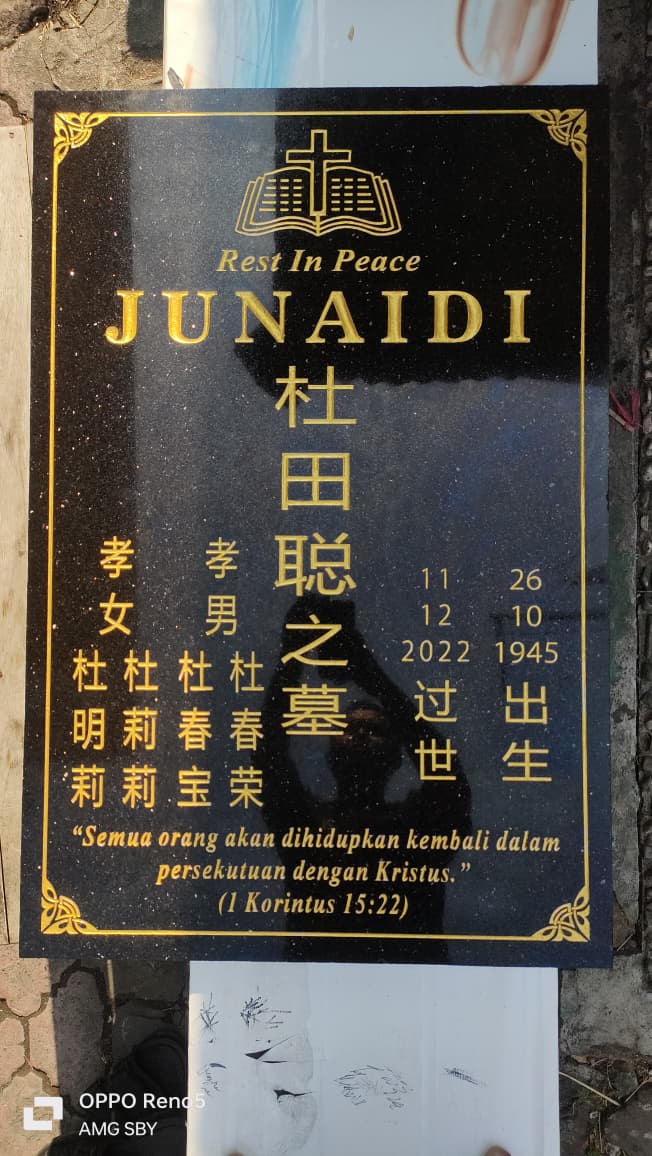 Rest In Peace
JUNAIDI
杜田聪之墓
26
10
1945
出生
11
12
2022
过世
孝男
杜春荣
杜春宝
孝女
杜莉莉
杜明莉
“Semua orang akan dihidupkan kembali dalam
persekutuan dengan Kristus.”
(1 Korintus 15:22)
OPPO Reno5
AMG SBY